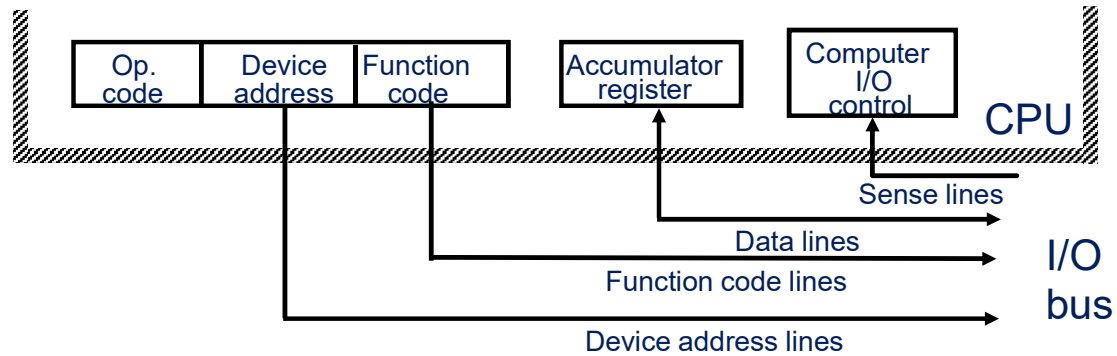 Op.
code
Device
address
Function
code
Accumulator
register
Computer
I/O
control
CPU
Sense lines
Data lines
Function code lines
Device address lines
I/O
bus